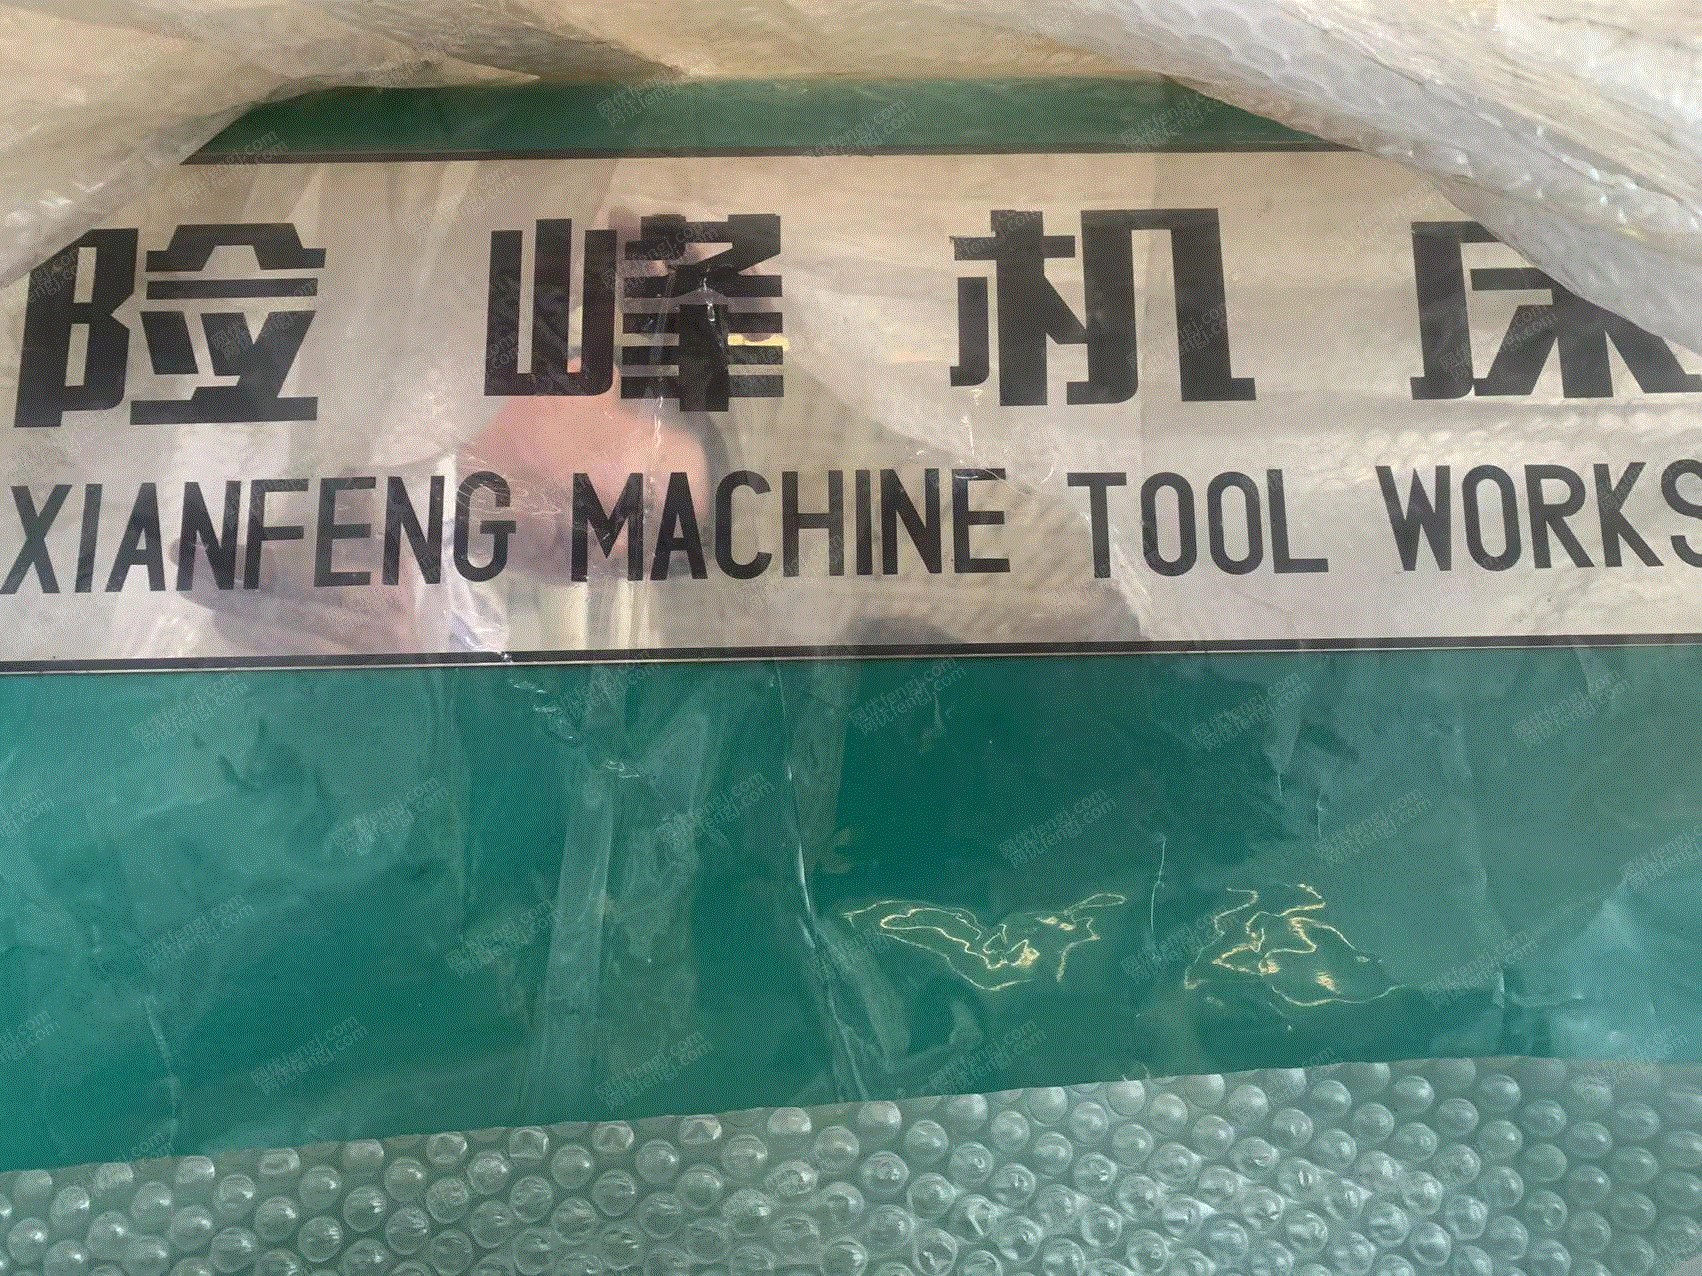 险峰机床
XIANFENG MACHINE TOOL WORKS